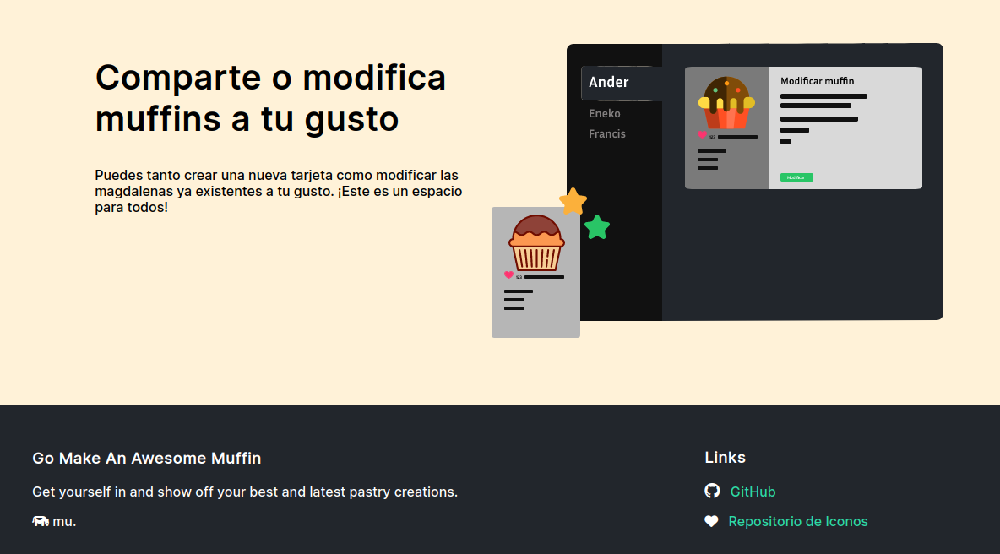 Comparte o modifica
muffins a tu gusto
Puedes tanto crear una nueva tarjeta como modificar las
magdalenas ya existentes a tu gusto. ¡Este es un espacio
para todos!
Ander
Eneko
Francis
Modificar muffin
123
Modificar
123
Go Make An Awesome Muffin
Get yourself in and show off your best and latest pastry creations.
mu.
Links
GitHub
Repositorio de Iconos